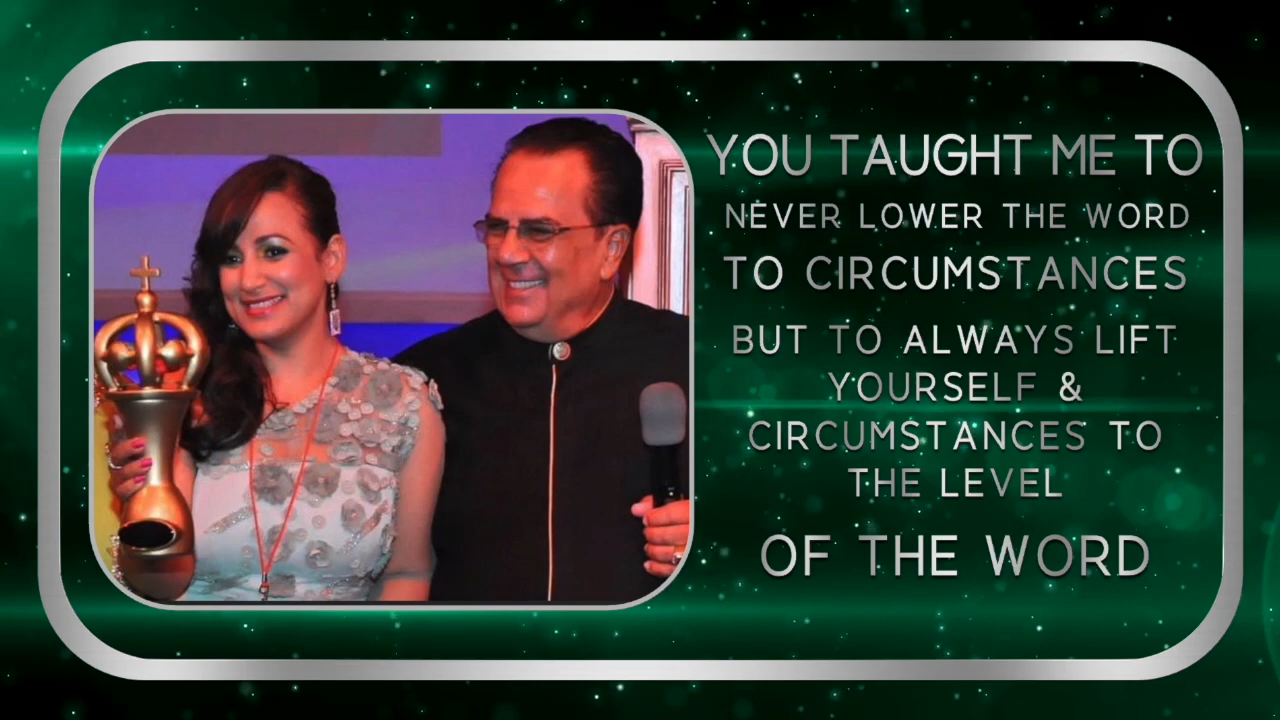 YOU TAUGHT ME TO
NEVER LOWER THE WORD
TO CIRCUMSTANCES
BUT TO ALWAYS LIFT
YOURSELF &
CIRCUMSTANCES TO
THE LEVEL
OF THE WORD